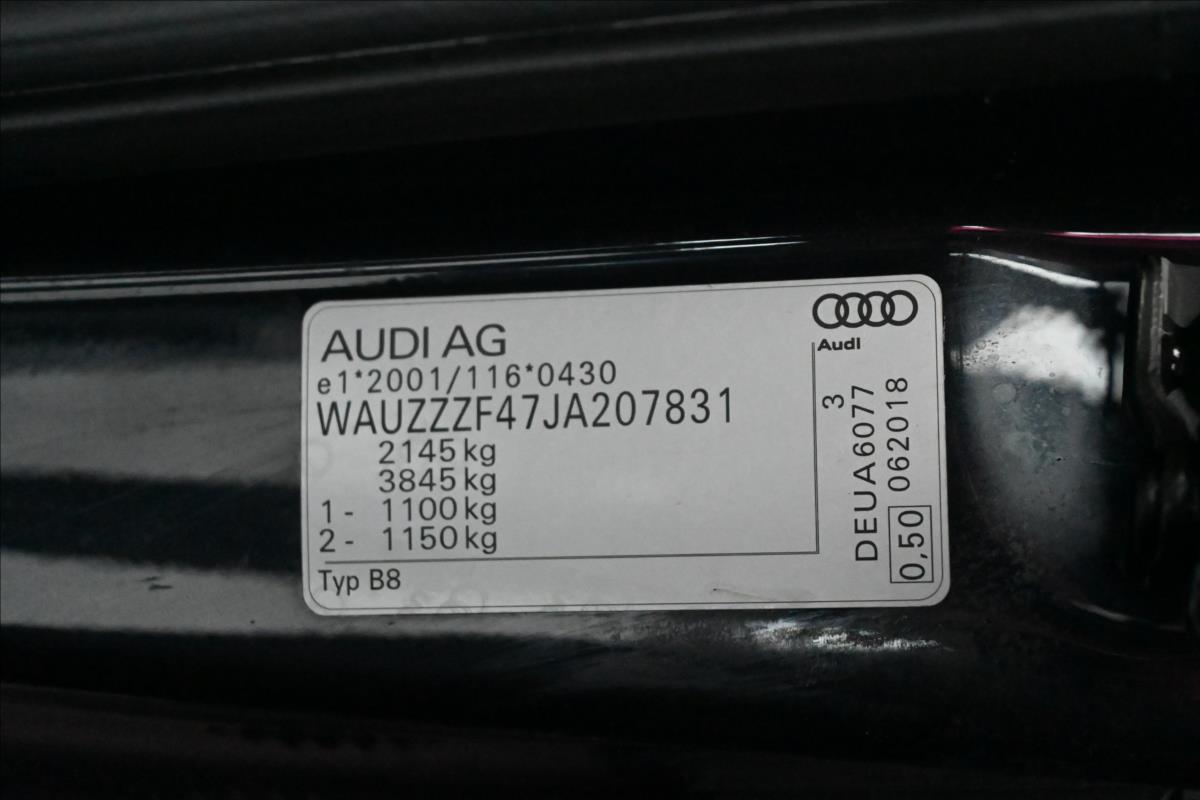 AUDI AG
e1*2001/116*0430
WAUZZZF47JA207831
2145 kg
3845 kg
1 - 1100 kg
2 - 1150 kg
Typ B8
Audi
3
DEUA6077
0,50 062018